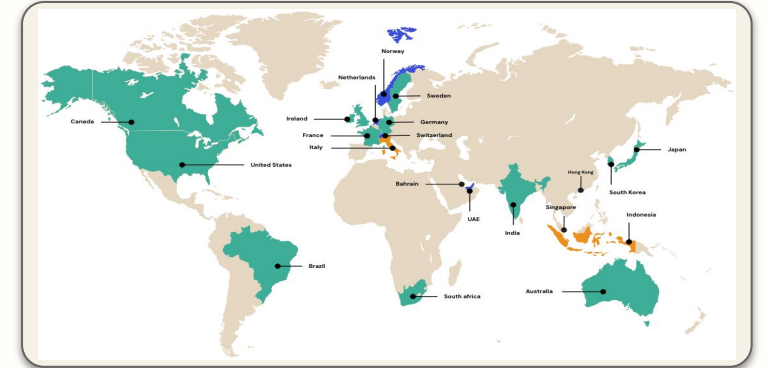 Norway
Netherlands
Sweden
Ireland
Germany
Canada
France
Switzerland
Italy
Japan
United States
Hong Kong
Bahrain
South Korea
Singapore
Indonesia
UAE
India
Brazil
Australia
South africa